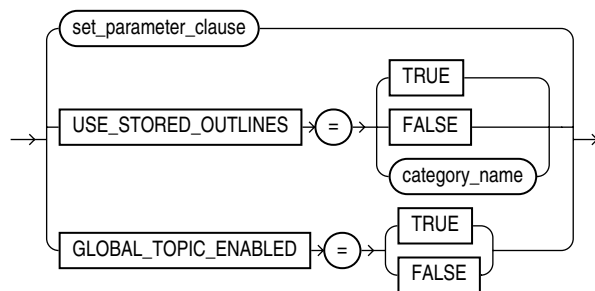 set_parameter_clause
TRUE
USE_STORED_OUTLINES = FALSE
category_name
TRUE
GLOBAL_TOPIC_ENABLED =
FALSE